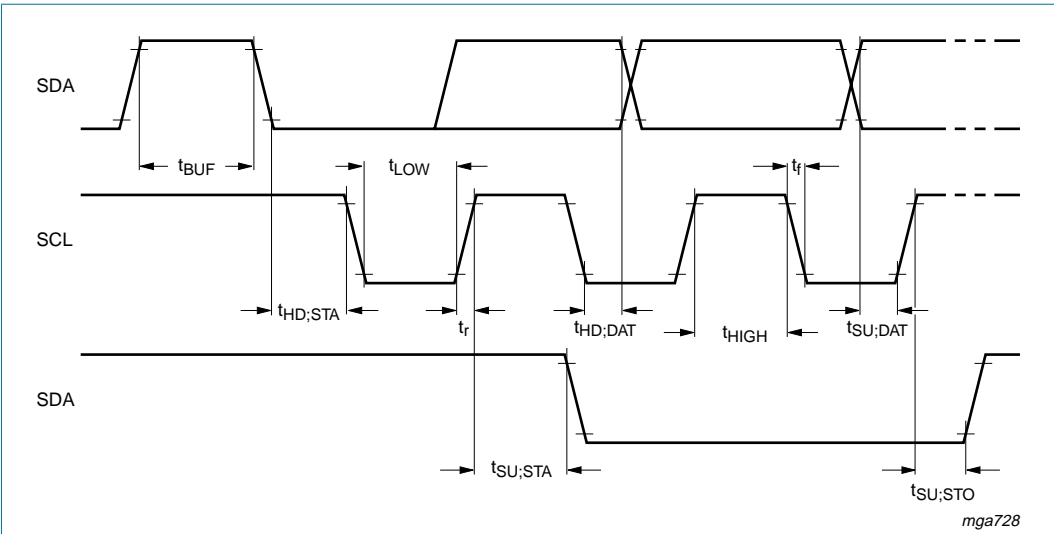 SDA
tBUF
tLOW
tf
SCL
tHD;STA
tr
tHD;DAT
tHIGH
tSU;DAT
SDA
tSU;STA
tSU;STO
mga728